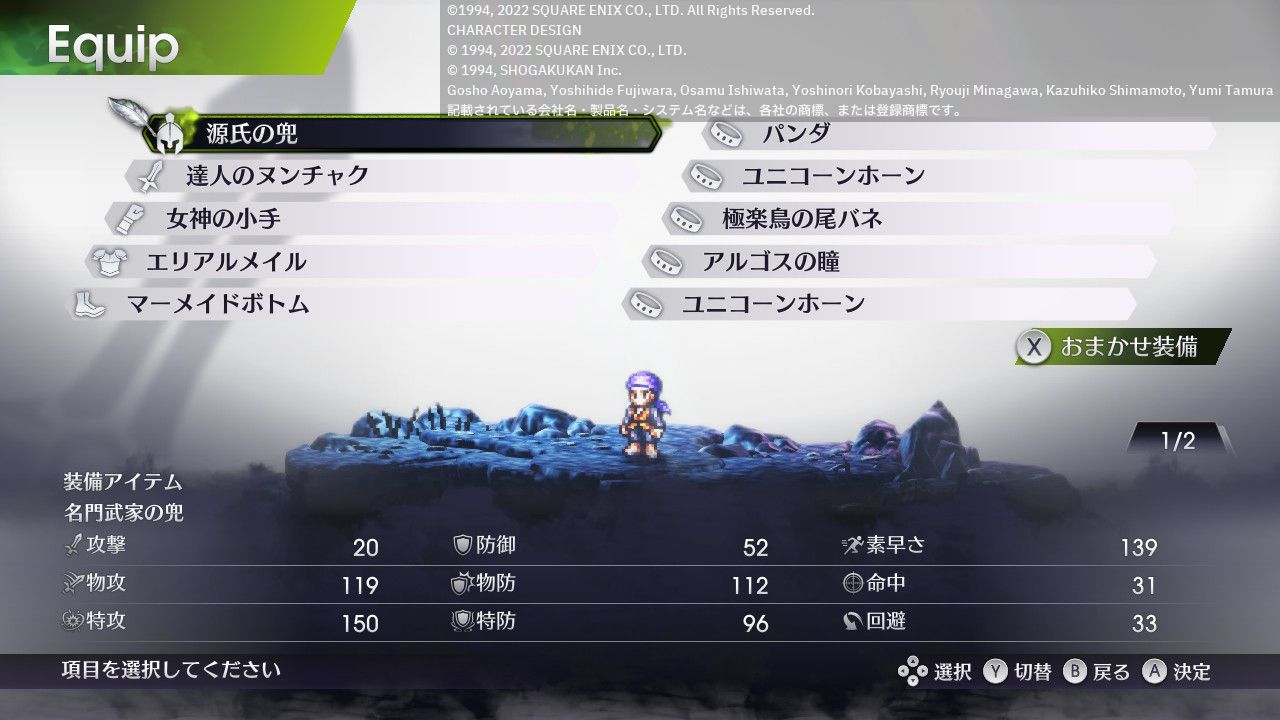 Equip
©1994, 2022 SQUARE ENIX CO., LTD. All Rights Reserved.
CHARACTER DESIGN
© 1994, 2022 SQUARE ENIX CO., LTD.
© 1994, SHOGAKUKAN Inc.
Gosho Aoyama, Yoshihide Fujiwara, Osamu Ishiwata, Yoshinori Kobayashi, Ryouji Minagawa, Kazuhiko Shimamoto, Yumi Tamura
記載されている会社名・製品名・システム名などは、各社の商標、または登録商標です。
源氏の兜
達人のヌンチャク
女神の小手
エリアルメイル
マーメイドボトム
パンダ
ユニコーンホーン
極楽鳥の尾バネ
アルゴスの瞳
ユニコーンホーン
X おまかせ装備
1/2
装備アイテム
名門武家の兜
攻撃 20 防御 52 素早さ 139
物攻 119 物防 112 命中 31
特攻 150 特防 96 回避 33
項目を選択してください
選択 Y 切替 B 戻る A 決定